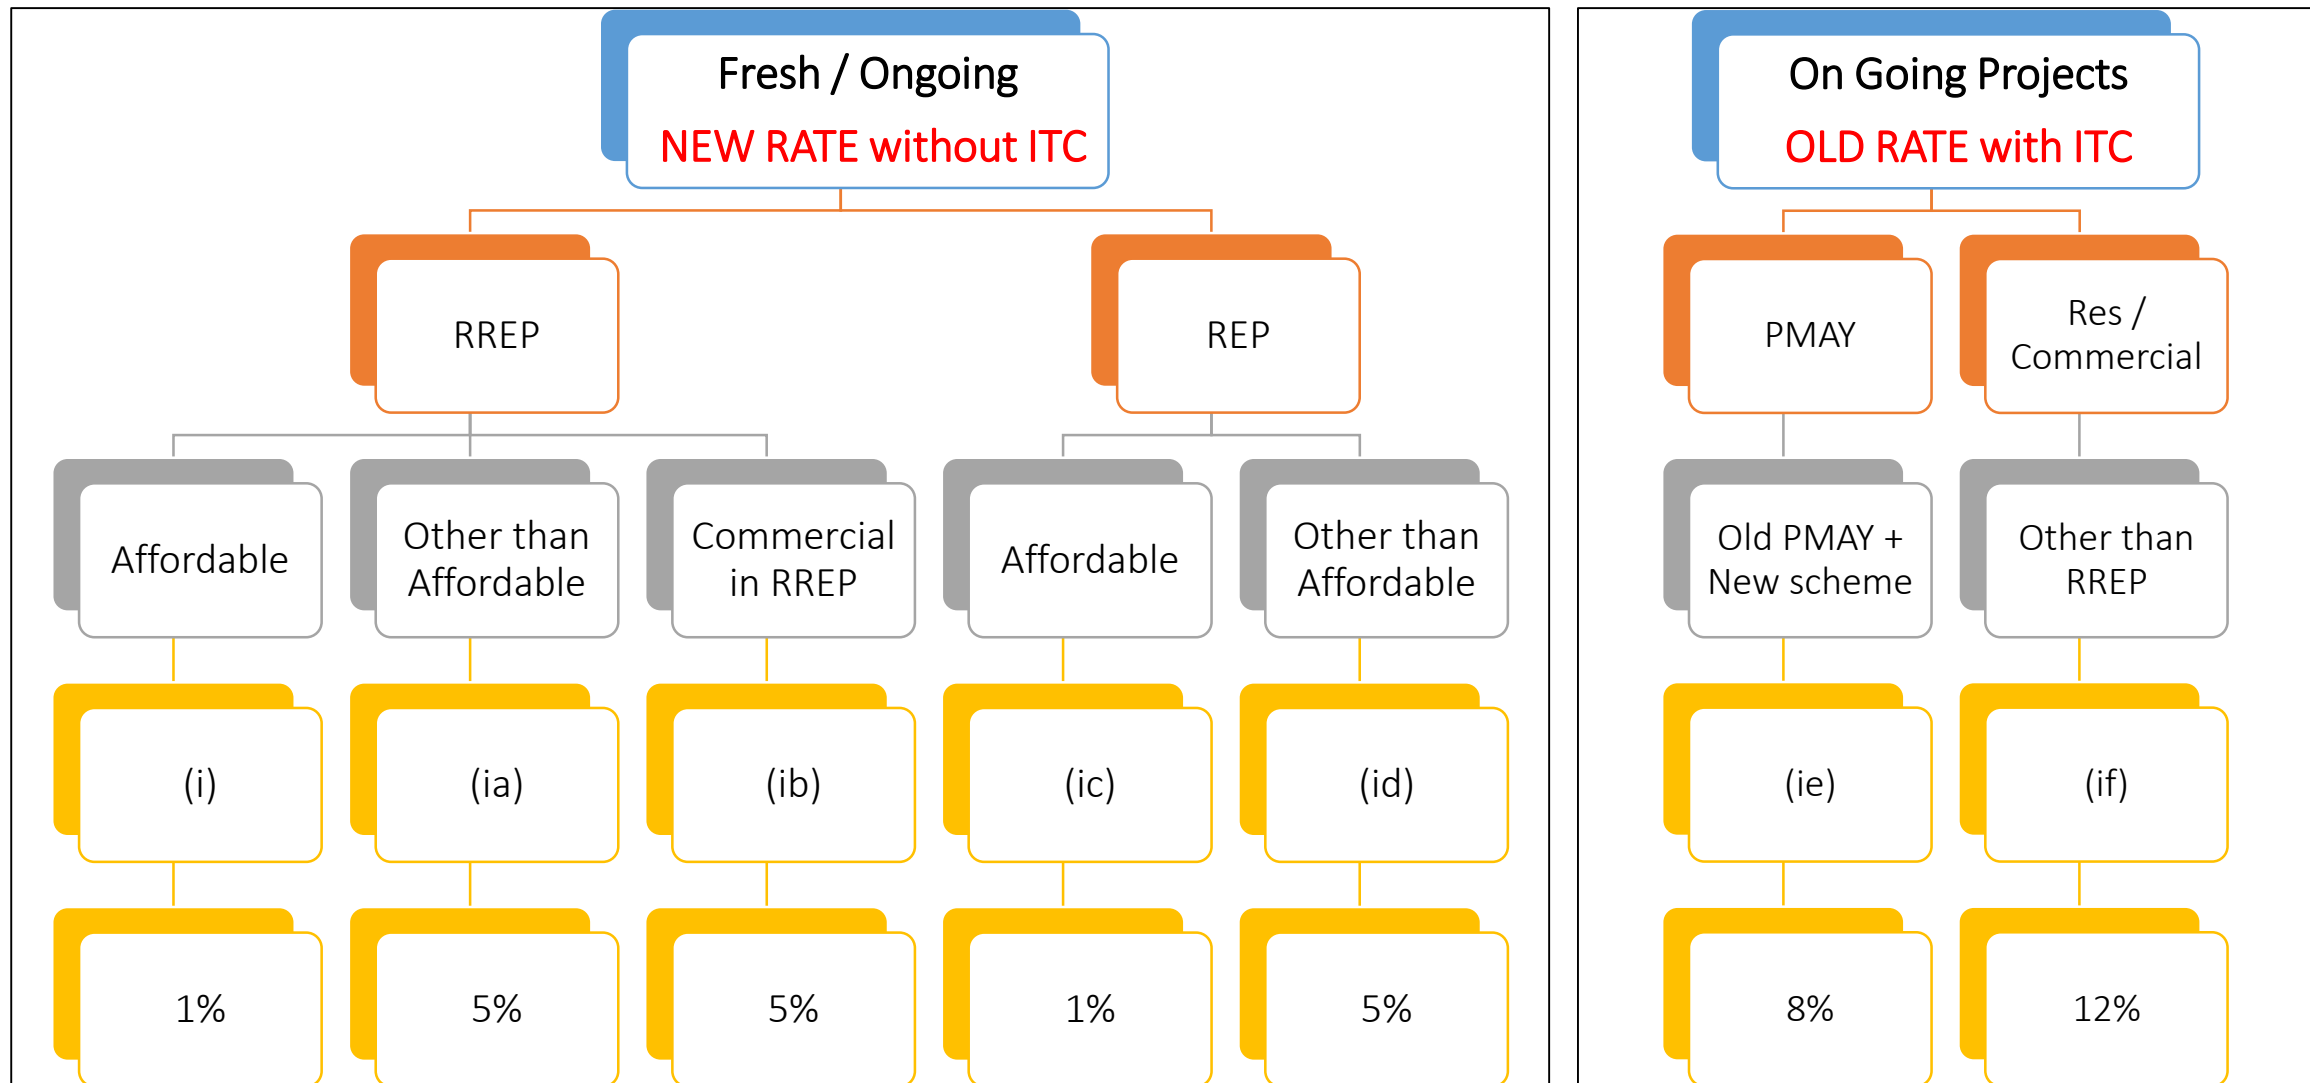 Fresh / Ongoing
NEW RATE without ITC
RREP
REP
Affordable
Other than
Affordable
Commercial
in RREP
Affordable
Other than
Affordable
(i)
(ia)
(ib)
(ic)
(id)
1%
5%
5%
1%
5%
On Going Projects
OLD RATE with ITC
PMAY
Res /
Commercial
Old PMAY +
New scheme
Other than
RREP
(ie)
(if)
8%
12%